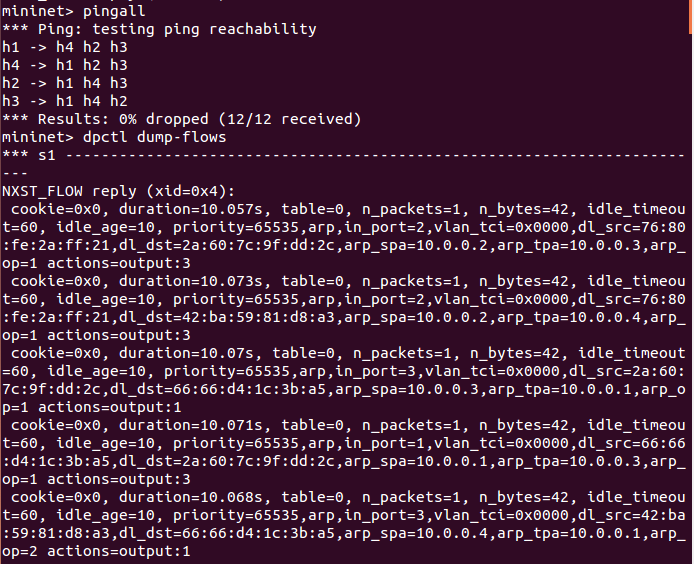 mininet> pingall
*** Ping: testing ping reachability
h1 -> h4 h2 h3
h4 -> h1 h2 h3
h2 -> h1 h4 h3
h3 -> h1 h4 h2
*** Results: 0% dropped (12/12 received)
mininet> dpctl dump-flows
*** s1 ---------------------------------------------------------------------
---
NXST_FLOW reply (xid=0x4):
 cookie=0x0, duration=10.057s, table=0, n_packets=1, n_bytes=42, idle_timeou
t=60, idle_age=10, priority=65535,arp,in_port=2,vlan_tci=0x0000,dl_src=76:80
:fe:2a:ff:21,dl_dst=2a:60:7c:9f:dd:2c,arp_spa=10.0.0.2,arp_tpa=10.0.0.3,arp_
op=1 actions=output:3
 cookie=0x0, duration=10.073s, table=0, n_packets=1, n_bytes=42, idle_timeou
t=60, idle_age=10, priority=65535,arp,in_port=2,vlan_tci=0x0000,dl_src=76:80
:fe:2a:ff:21,dl_dst=42:ba:59:81:d8:a3,arp_spa=10.0.0.2,arp_tpa=10.0.0.4,arp_
op=1 actions=output:3
 cookie=0x0, duration=10.07s, table=0, n_packets=1, n_bytes=42, idle_timeout
=60, idle_age=10, priority=65535,arp,in_port=3,vlan_tci=0x0000,dl_src=2a:60:
7c:9f:dd:2c,dl_dst=66:66:d4:1c:3b:a5,arp_spa=10.0.0.3,arp_tpa=10.0.0.1,arp_o
p=1 actions=output:1
 cookie=0x0, duration=10.071s, table=0, n_packets=1, n_bytes=42, idle_timeou
t=60, idle_age=10, priority=65535,arp,in_port=1,vlan_tci=0x0000,dl_src=66:66
:d4:1c:3b:a5,dl_dst=2a:60:7c:9f:dd:2c,arp_spa=10.0.0.1,arp_tpa=10.0.0.3,arp_
op=1 actions=output:3
 cookie=0x0, duration=10.068s, table=0, n_packets=1, n_bytes=42, idle_timeou
t=60, idle_age=10, priority=65535,arp,in_port=3,vlan_tci=0x0000,dl_src=42:ba
:59:81:d8:a3,dl_dst=66:66:d4:1c:3b:a5,arp_spa=10.0.0.4,arp_tpa=10.0.0.1,arp_
op=2 actions=output:1